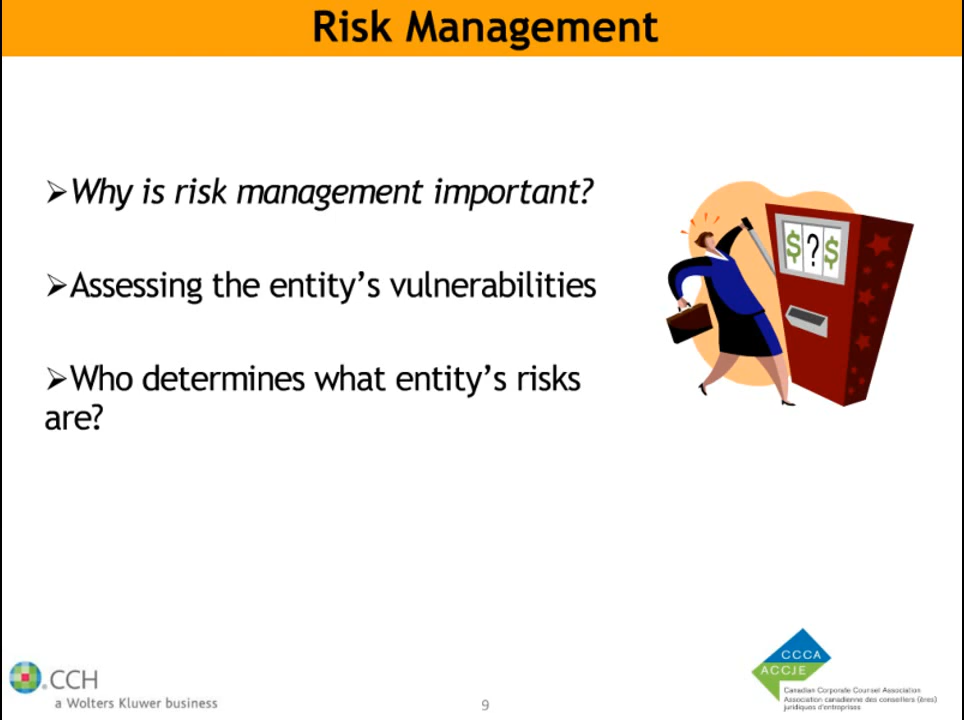 Risk Management
➢Why is risk management important?
➢Assessing the entity's vulnerabilities
➢Who determines what entity's risks
are?
$?$
CCH
a Wolters Kluwer business
9
CCCA
ACCJE
Canadian Corporate Counsel Association
Association canadienne des conseillers (ères)
juridiques d'entreprises